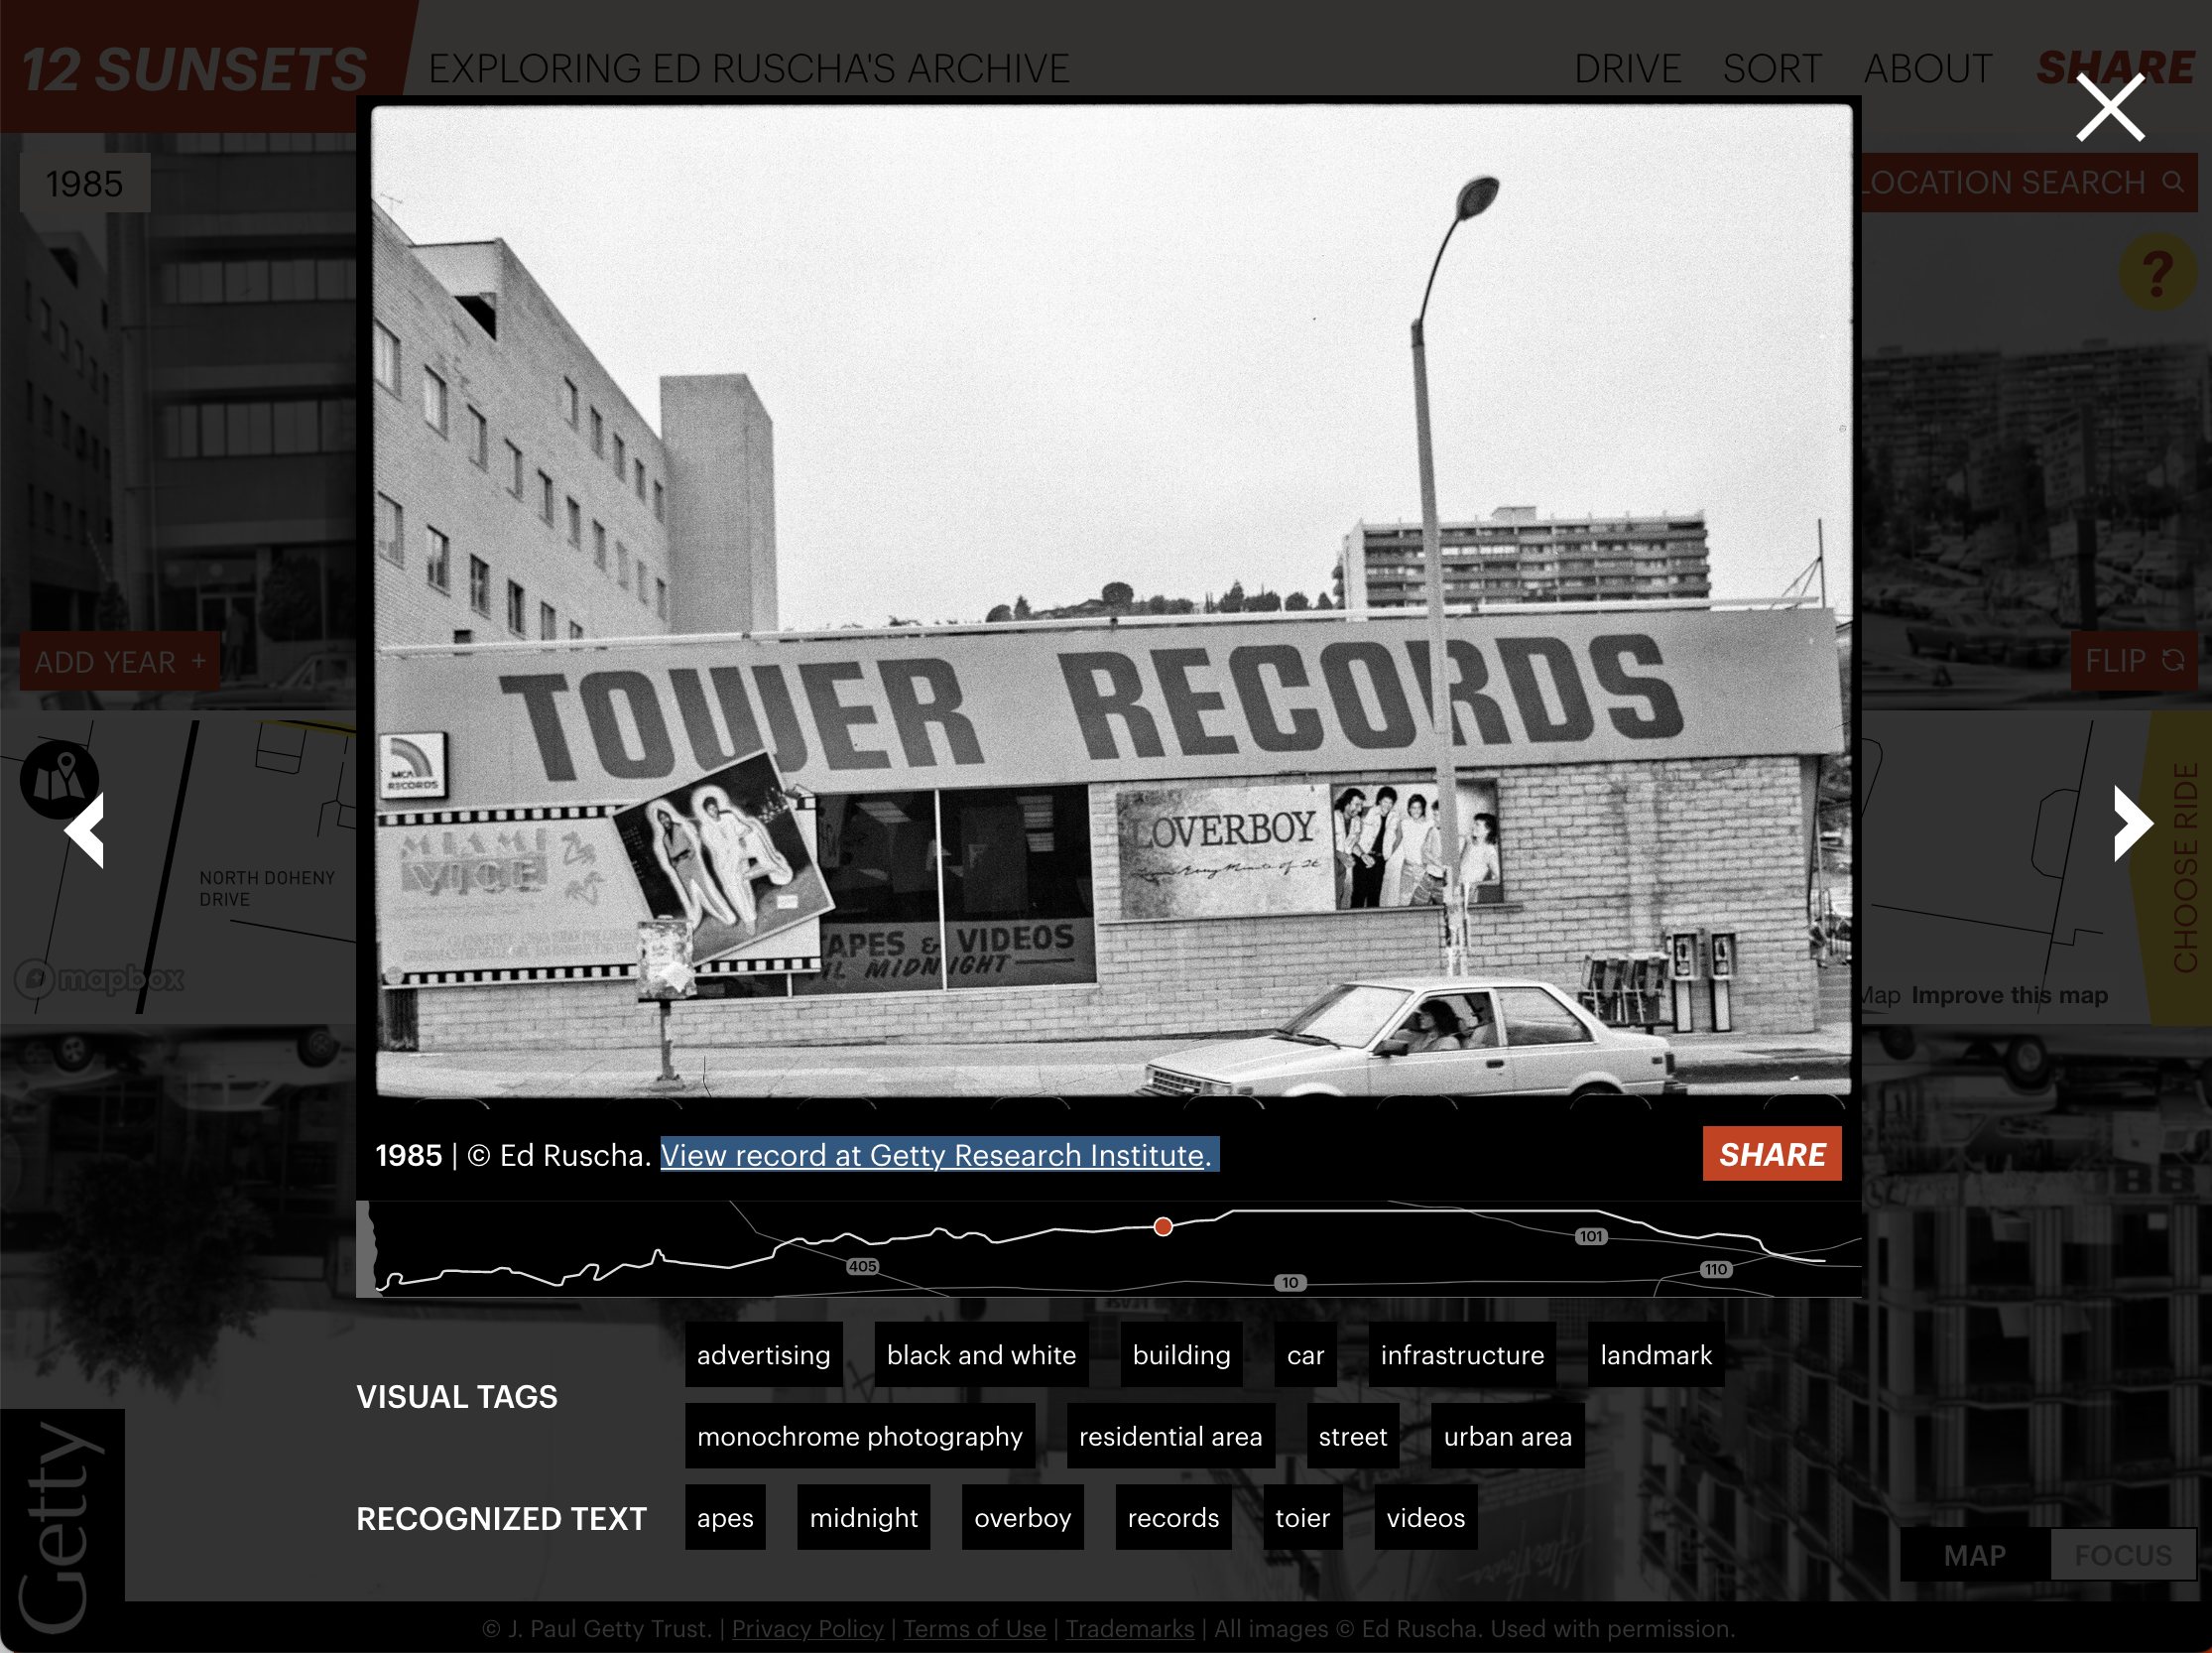 12 SUNSETS
EXPLORING ED RUSCHA'S ARCHIVE
DRIVE SORT ABOUT SHARE
1985
LOCATION SEARCH
?
ADD YEAR +
FLIP
TOWER RECORDS
MCA
RECORDS
MIAMI
VICE
LOVERBOY
Lovin' Every Minute of It
TAPES & VIDEOS
TIL MIDNIGHT
NORTH DOHENY
DRIVE
mapbox
CHOOSE RIDE
Map Improve this map
1985 | © Ed Ruscha. View record at Getty Research Institute.
SHARE
405
10
101
110
VISUAL TAGS
advertising black and white building car infrastructure landmark
monochrome photography residential area street urban area
RECOGNIZED TEXT
apes midnight overboy records toier videos
Getty
MAP FOCUS
© J. Paul Getty Trust. | Privacy Policy | Terms of Use | Trademarks | All images © Ed Ruscha. Used with permission.